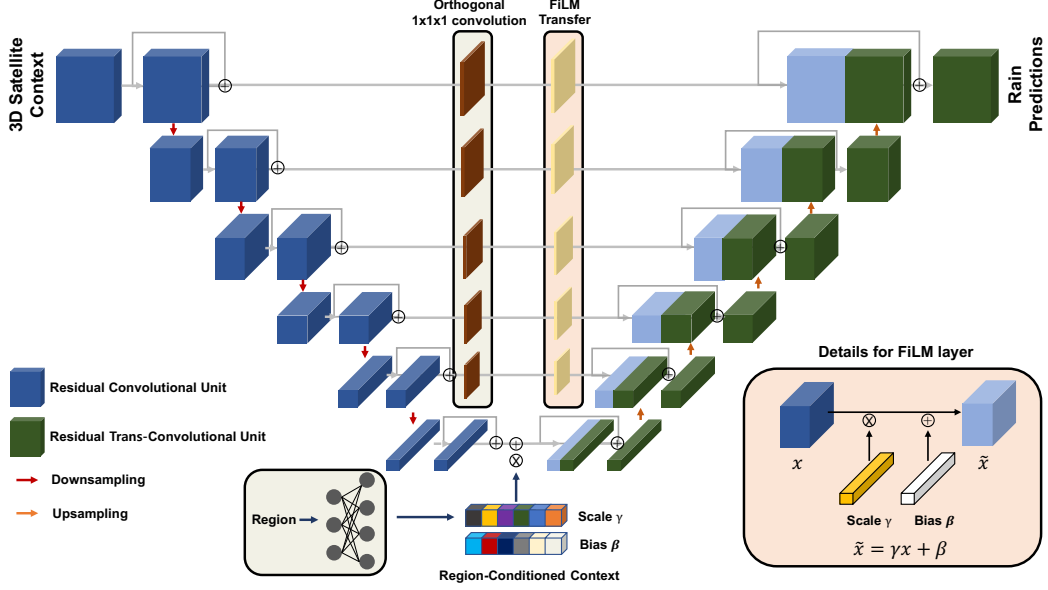 Orthogonal
1x1x1 convolution
FiLM
Transfer
3D Satellite
Context
Rain
Predictions
Residual Convolutional Unit
Residual Trans-Convolutional Unit
Downsampling
Upsampling
Region
Scale γ
Bias β
Region-Conditioned Context
Details for FiLM layer
x
x̃
Scale γ
Bias β
x̃ = γx + β